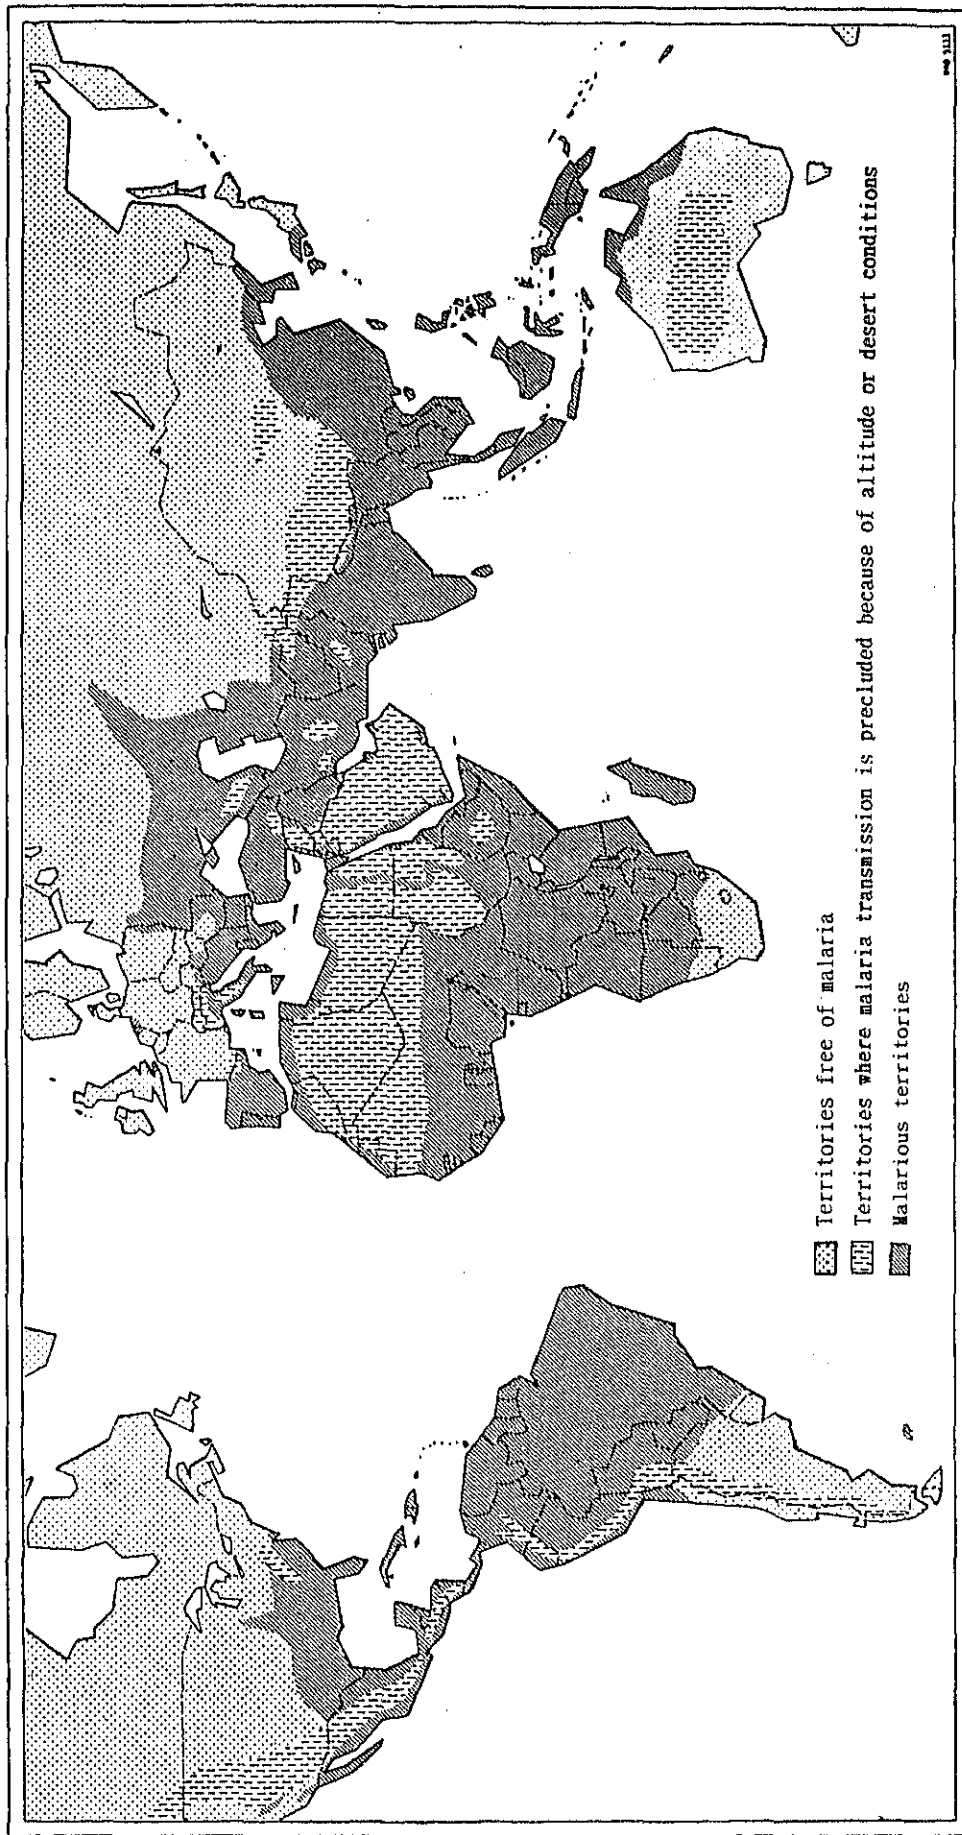 Territories free of malaria
Territories where malaria transmission is precluded because of altitude or desert conditions
Malarious territories